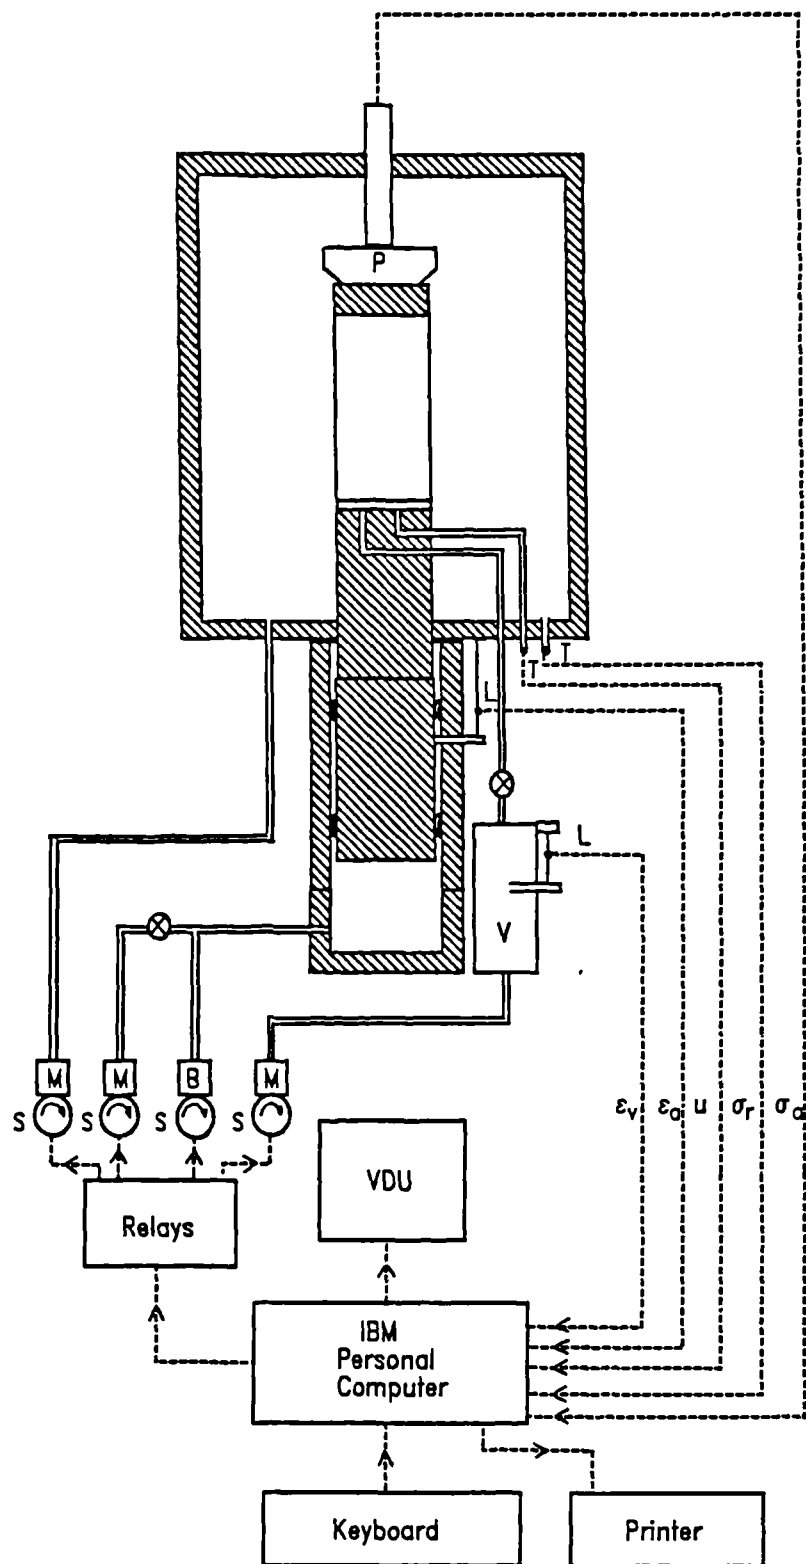 P
T
T
L
L
V
M
M
B
M
S
S
S
S
εᵥ
εₐ
u
σᵣ
σₐ
VDU
Relays
IBM
Personal
Computer
Keyboard
Printer